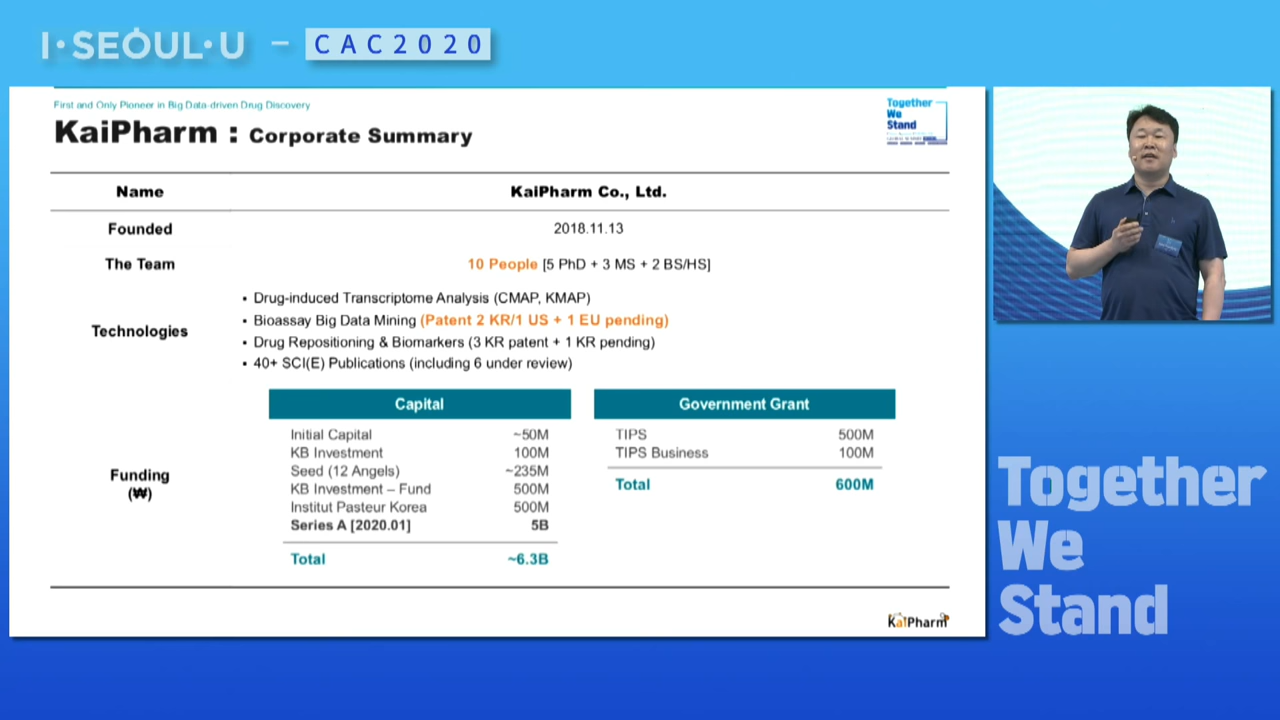 I·SEOUL·U – CAC2020
First and Only Pioneer in Big Data-driven Drug Discovery
KaiPharm : Corporate Summary
Together
We
Stand
Name KaiPharm Co., Ltd.
Founded 2018.11.13
The Team 10 People [5 PhD + 3 MS + 2 BS/HS]
Technologies
▪ Drug-induced Transcriptome Analysis (CMAP, KMAP)
▪ Bioassay Big Data Mining (Patent 2 KR/1 US + 1 EU pending)
▪ Drug Repositioning & Biomarkers (3 KR patent + 1 KR pending)
▪ 40+ SCI(E) Publications (including 6 under review)
Funding
(₩)
Capital
Initial Capital ~50M
KB Investment 100M
Seed (12 Angels) ~235M
KB Investment – Fund 500M
Institut Pasteur Korea 500M
Series A [2020.01] 5B
Total ~6.3B
Government Grant
TIPS 500M
TIPS Business 100M
Total 600M
KaiPharm
Together
We
Stand